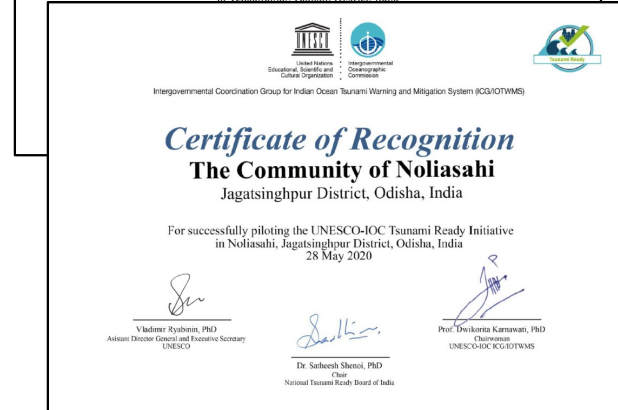 UNESCO
United Nations
Educational, Scientific and
Cultural Organization
Intergovernmental
Oceanographic
Commission
Tsunami Ready
Intergovernmental Coordination Group for Indian Ocean Tsunami Warning and Mitigation System (ICG/IOTWMS)
Certificate of Recognition
The Community of Noliasahi
Jagatsinghpur District, Odisha, India
For successfully piloting the UNESCO-IOC Tsunami Ready Initiative
in Noliasahi, Jagatsinghpur District, Odisha, India
28 May 2020
Vladimir Ryabinin, PhD
Asistant Director General and Executive Secretary
UNESCO
Dr. Satheesh Shenoi, PhD
Chair
National Tsunami Ready Board of India
Prof. Dwikorita Karnawati, PhD
Chairwoman
UNESCO-IOC ICG/IOTWMS